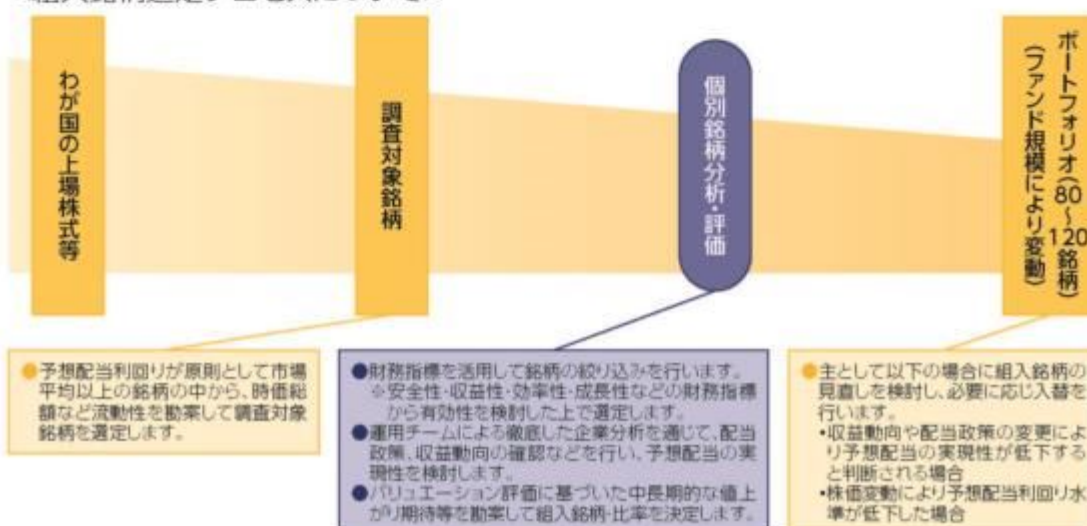 わが国の上場株式等
調査対象銘柄
個別銘柄分析・評価
ポートフォリオ(80~120銘柄)
(ファンド規模により変動)
●予想配当利回りが原則として市場
平均以上の銘柄の中から、時価総
額など流動性を勘案して調査対象
銘柄を選定します。
●財務指標を活用して銘柄の絞り込みを行います。
※安全性・収益性・効率性・成長性などの財務指標
から有効性を検討した上で選定します。
●運用チームによる徹底した企業分析を通じて、配当
政策、収益動向の確認などを行い、予想配当の実
現性を検討します。
●バリュエーション評価に基づいた中長期的な値上
がり期待等を勘案して組入銘柄・比率を決定します。
●主として以下の場合に組入銘柄の
見直しを検討し、必要に応じ入替を
行います。
•収益動向や配当政策の変更によ
り予想配当の実現性が低下する
と判断される場合
•株価変動により予想配当利回り水
準が低下した場合